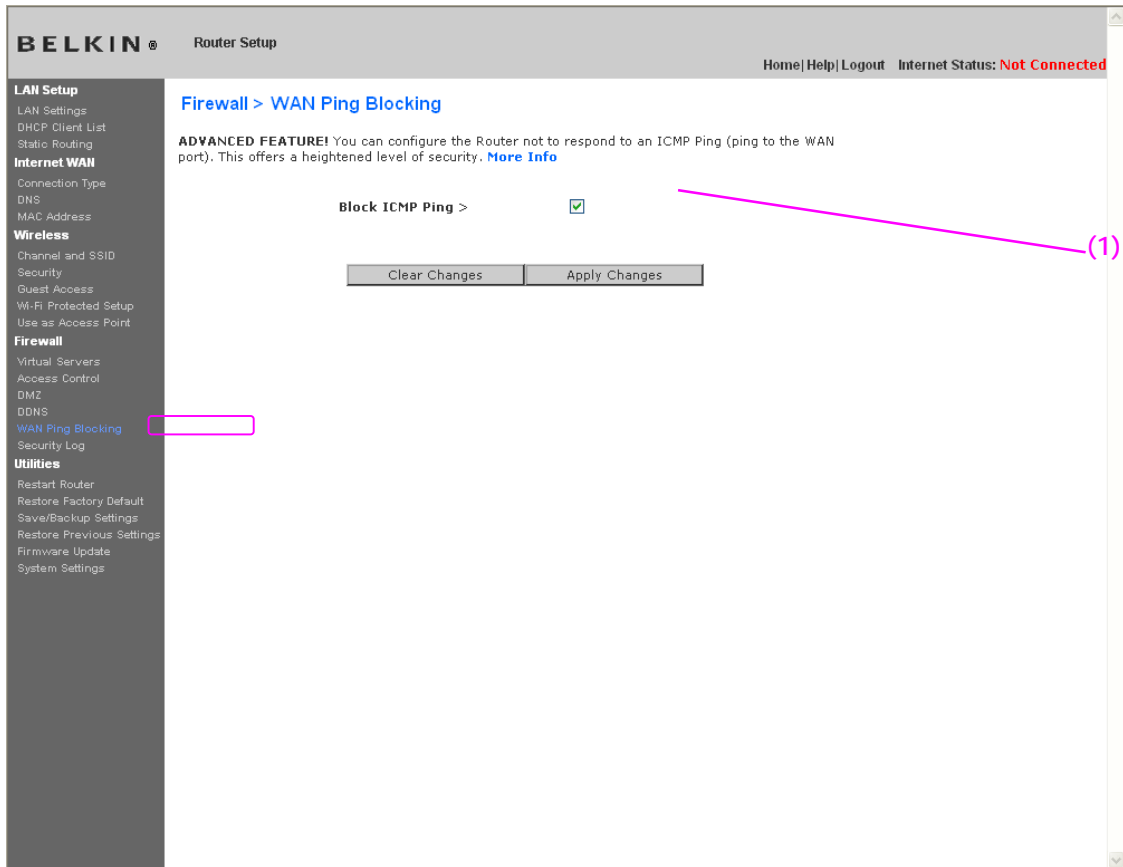 BELKIN®
Router Setup
Home| Help| Logout Internet Status: Not Connected
LAN Setup
LAN Settings
DHCP Client List
Static Routing
Internet WAN
Connection Type
DNS
MAC Address
Wireless
Channel and SSID
Security
Guest Access
Wi-Fi Protected Setup
Use as Access Point
Firewall
Virtual Servers
Access Control
DMZ
DDNS
WAN Ping Blocking
Security Log
Utilities
Restart Router
Restore Factory Default
Save/Backup Settings
Restore Previous Settings
Firmware Update
System Settings
Firewall > WAN Ping Blocking
ADVANCED FEATURE! You can configure the Router not to respond to an ICMP Ping (ping to the WAN
port). This offers a heightened level of security. More Info
Block ICMP Ping >
(1)
Clear Changes Apply Changes